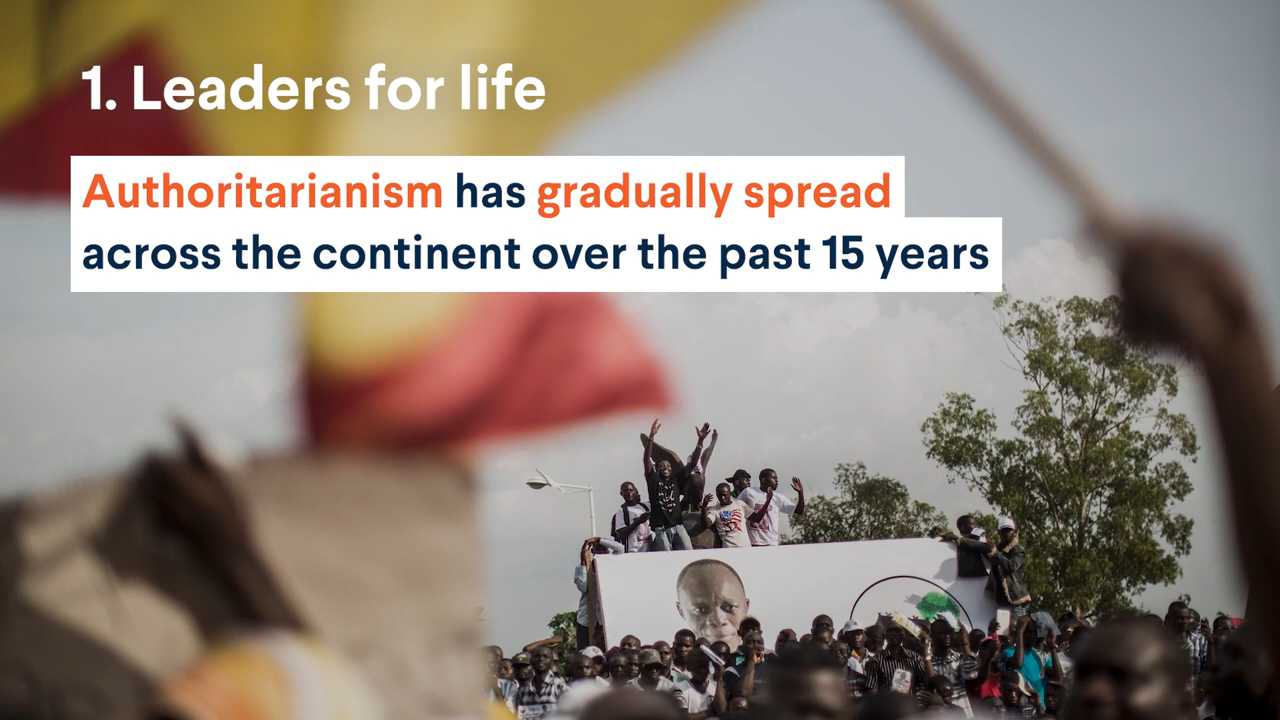 1. Leaders for life
Authoritarianism has gradually spread
across the continent over the past 15 years